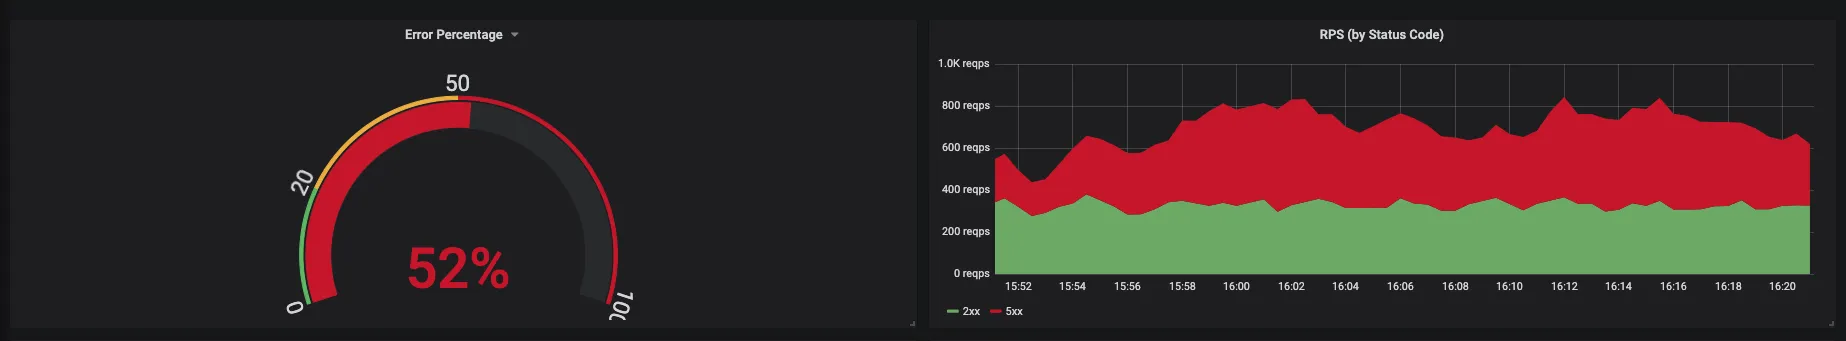 Error Percentage
50
20
52%
0
100
RPS (by Status Code)
1.0K reqps
800 reqps
600 reqps
400 reqps
200 reqps
0 reqps
15:52 15:54 15:56 15:58 16:00 16:02 16:04 16:06 16:08 16:10 16:12 16:14 16:16 16:18 16:20
2xx 5xx